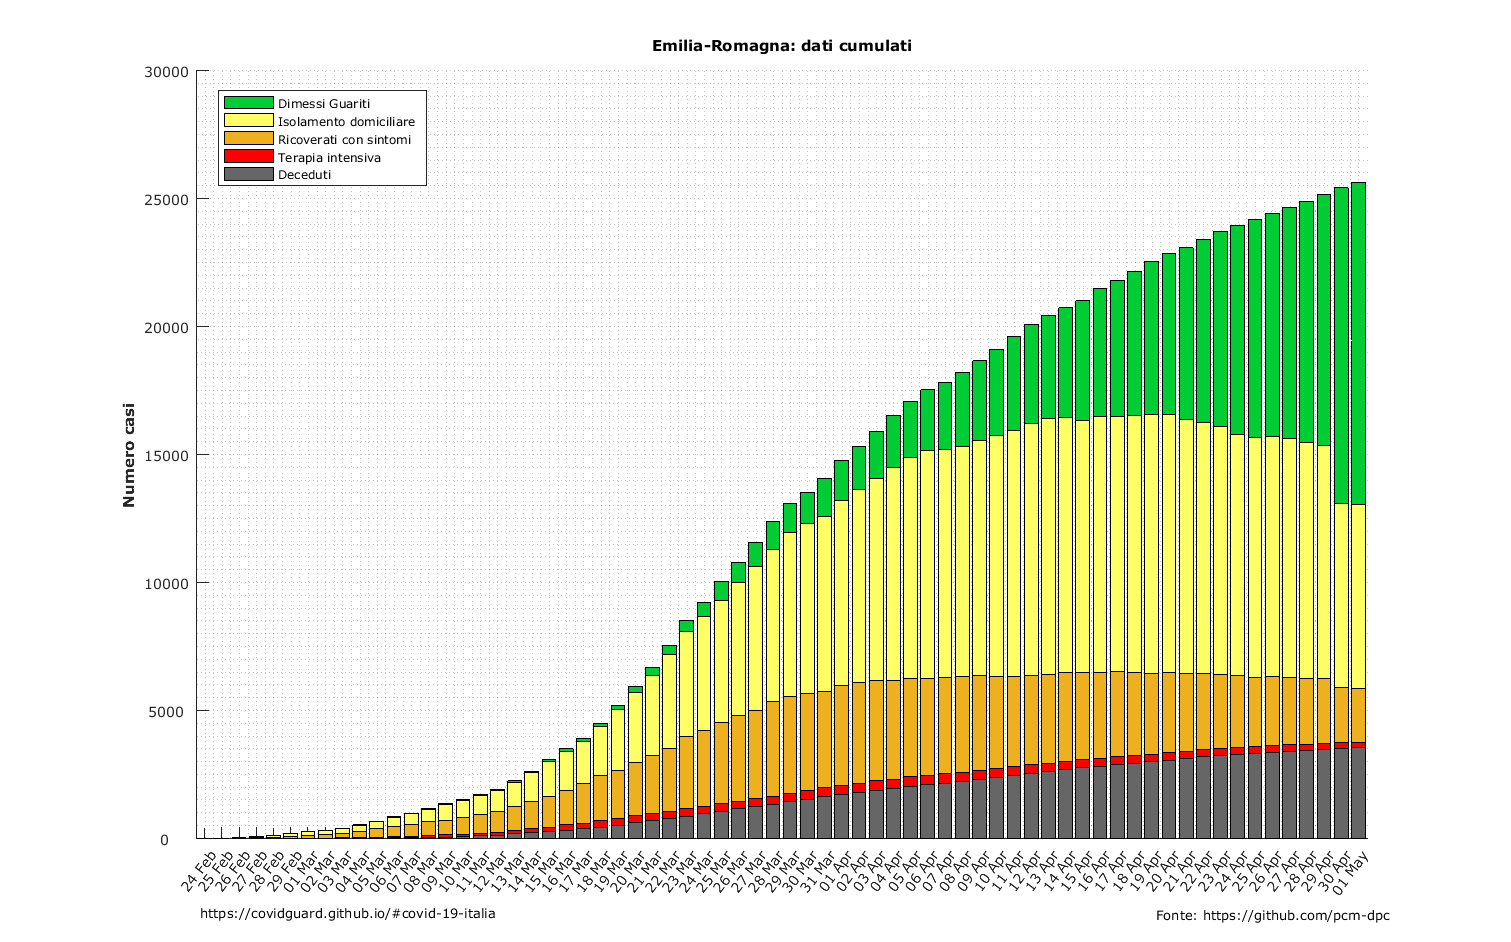 Emilia-Romagna: dati cumulati
30000
25000
20000
15000
10000
5000
0
Numero casi
Dimessi Guariti
Isolamento domiciliare
Ricoverati con sintomi
Terapia intensiva
Deceduti
24 Feb
25 Feb
26 Feb
27 Feb
28 Feb
29 Feb
01 Mar
02 Mar
03 Mar
04 Mar
05 Mar
06 Mar
07 Mar
08 Mar
09 Mar
10 Mar
11 Mar
12 Mar
13 Mar
14 Mar
15 Mar
16 Mar
17 Mar
18 Mar
19 Mar
20 Mar
21 Mar
22 Mar
23 Mar
24 Mar
25 Mar
26 Mar
27 Mar
28 Mar
29 Mar
30 Mar
31 Mar
01 Apr
02 Apr
03 Apr
04 Apr
05 Apr
06 Apr
07 Apr
08 Apr
09 Apr
10 Apr
11 Apr
12 Apr
13 Apr
14 Apr
15 Apr
16 Apr
17 Apr
18 Apr
19 Apr
20 Apr
21 Apr
22 Apr
23 Apr
24 Apr
25 Apr
26 Apr
27 Apr
28 Apr
29 Apr
30 Apr
01 May
https://covidguard.github.io/#covid-19-italia
Fonte: https://github.com/pcm-dpc